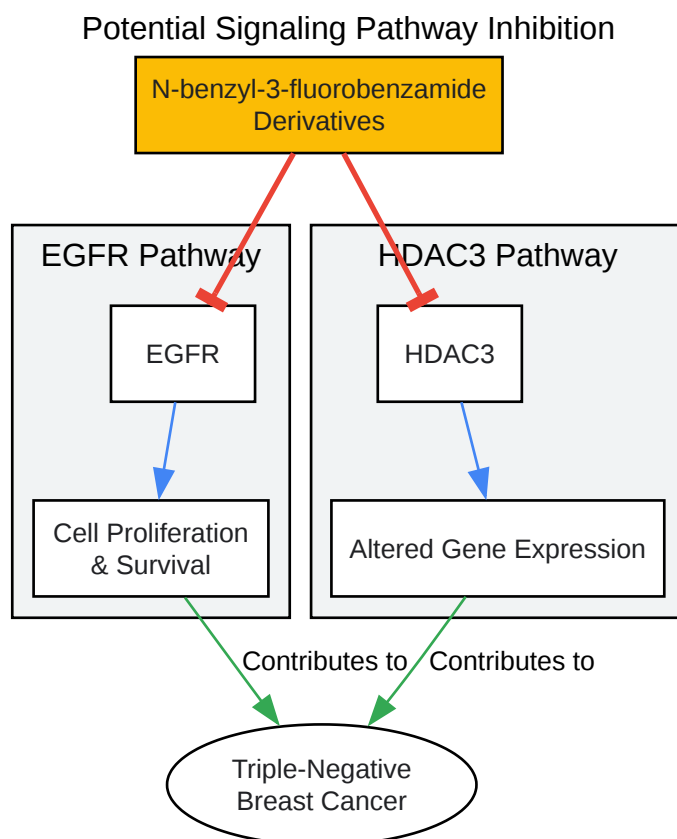 Potential Signaling Pathway Inhibition
N-benzyl-3-fluorobenzamide
Derivatives
EGFR Pathway
HDAC3 Pathway
EGFR
HDAC3
Cell Proliferation
& Survival
Altered Gene Expression
Contributes to
Contributes to
Triple-Negative
Breast Cancer